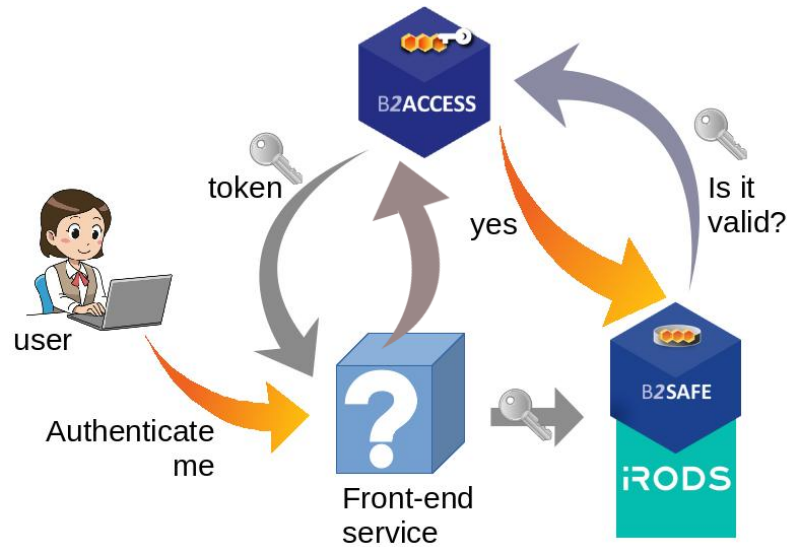 B2ACCESS
token
Is it
valid?
yes
user
Authenticate
me
?
B2SAFE
iRODS
Front-end
service